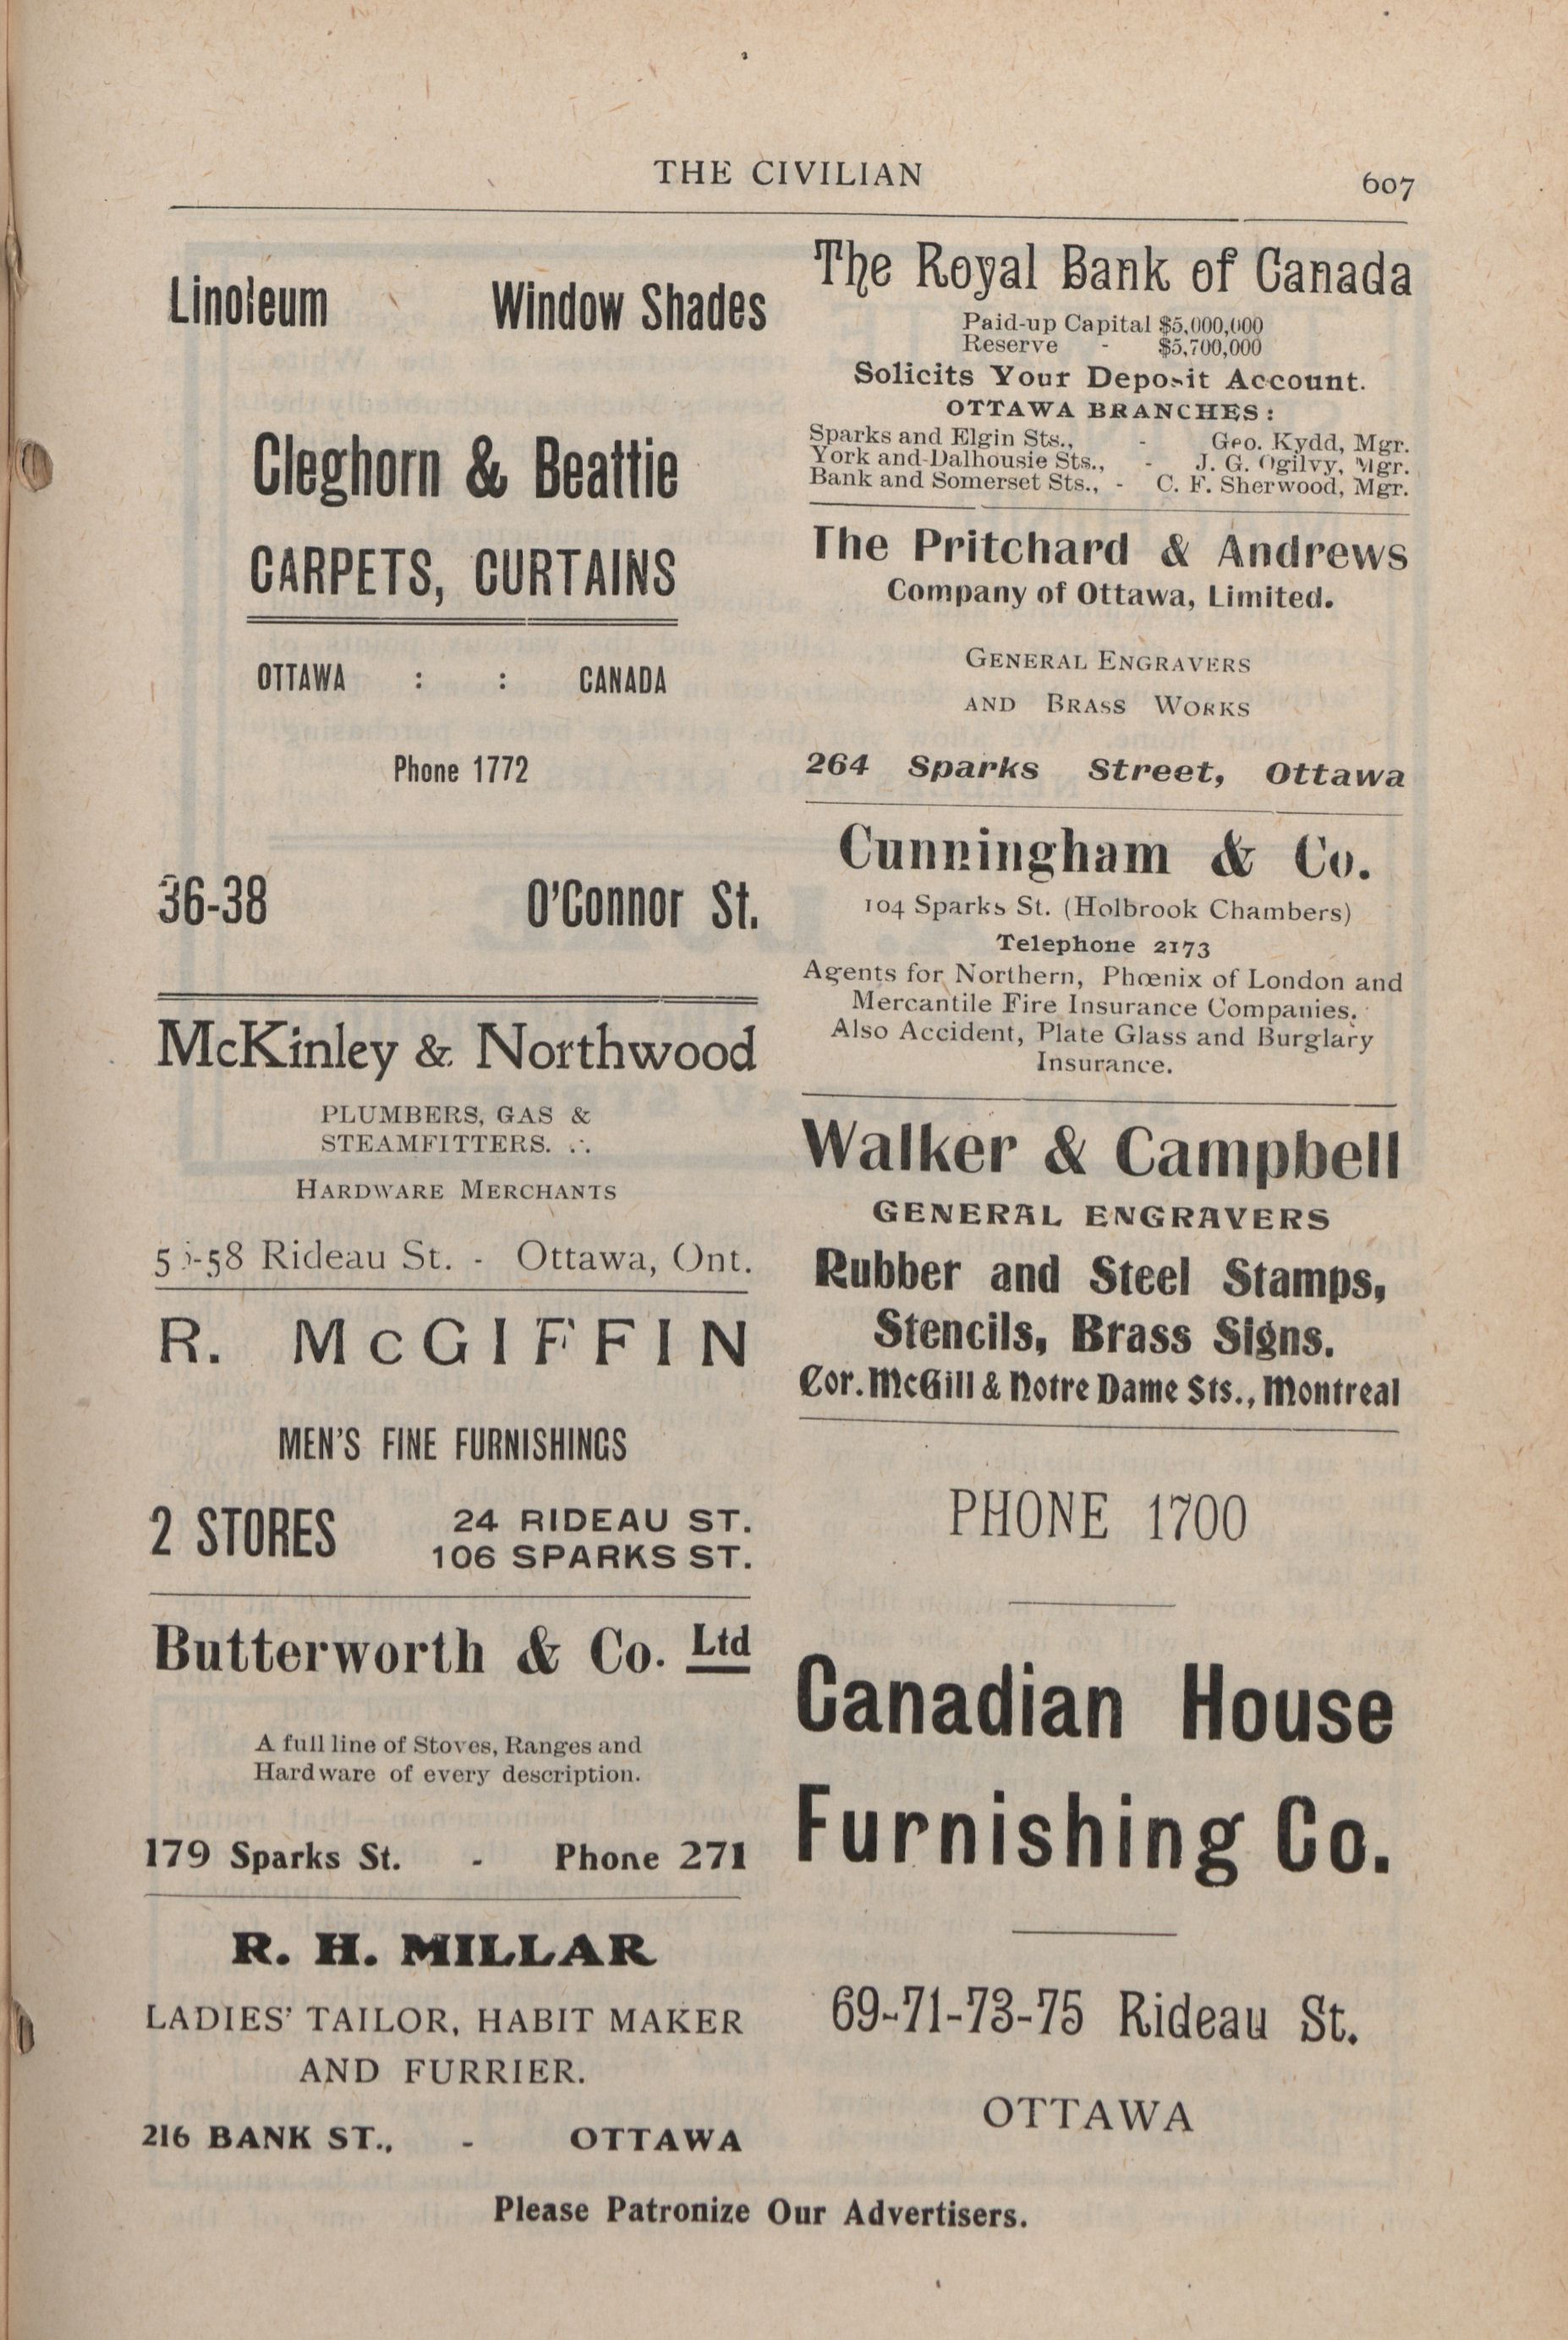 THE CIVILIAN 607
Linoleum Window Shades
Cleghorn & Beattie
CARPETS, CURTAINS
OTTAWA : : CANADA
Phone 1772
36-38 O'Connor St.
McKinley & Northwood
PLUMBERS, GAS &
STEAMFITTERS. ∴
HARDWARE MERCHANTS
-58 Rideau St. - Ottawa, Ont.
R. McGIFFIN
MEN'S FINE FURNISHINGS
2 STORES 24 RIDEAU ST.
106 SPARKS ST.
Butterworth & Co. Ltd
A full line of Stoves, Ranges and
Hardware of every description.
179 Sparks St. - Phone 271
R. H. MILLAR
LADIES' TAILOR, HABIT MAKER
AND FURRIER.
216 BANK ST., - OTTAWA
The Royal Bank of Canada
Paid-up Capital $5,000,000
Reserve - $5,700,000
Solicits Your Deposit Account.
OTTAWA BRANCHES:
Sparks and Elgin Sts., - Geo. Kydd, Mgr.
York and Dalhousie Sts., - J. G. Ogilvy, Mgr.
Bank and Somerset Sts., - C. F. Sherwood, Mgr.
The Pritchard & Andrews
Company of Ottawa, Limited.
GENERAL ENGRAVERS
AND BRASS WORKS
264 Sparks Street, Ottawa
Cunningham & Co.
104 Sparks St. (Holbrook Chambers)
Telephone 2173
Agents for Northern, Phœnix of London and
Mercantile Fire Insurance Companies.
Also Accident, Plate Glass and Burglary
Insurance.
Walker & Campbell
GENERAL ENGRAVERS
Rubber and Steel Stamps,
Stencils, Brass Signs.
Cor. McGill & Notre Dame Sts., Montreal
PHONE 1700
Canadian House
Furnishing Co.
69-71-73-75 Rideau St.
OTTAWA
Please Patronize Our Advertisers.